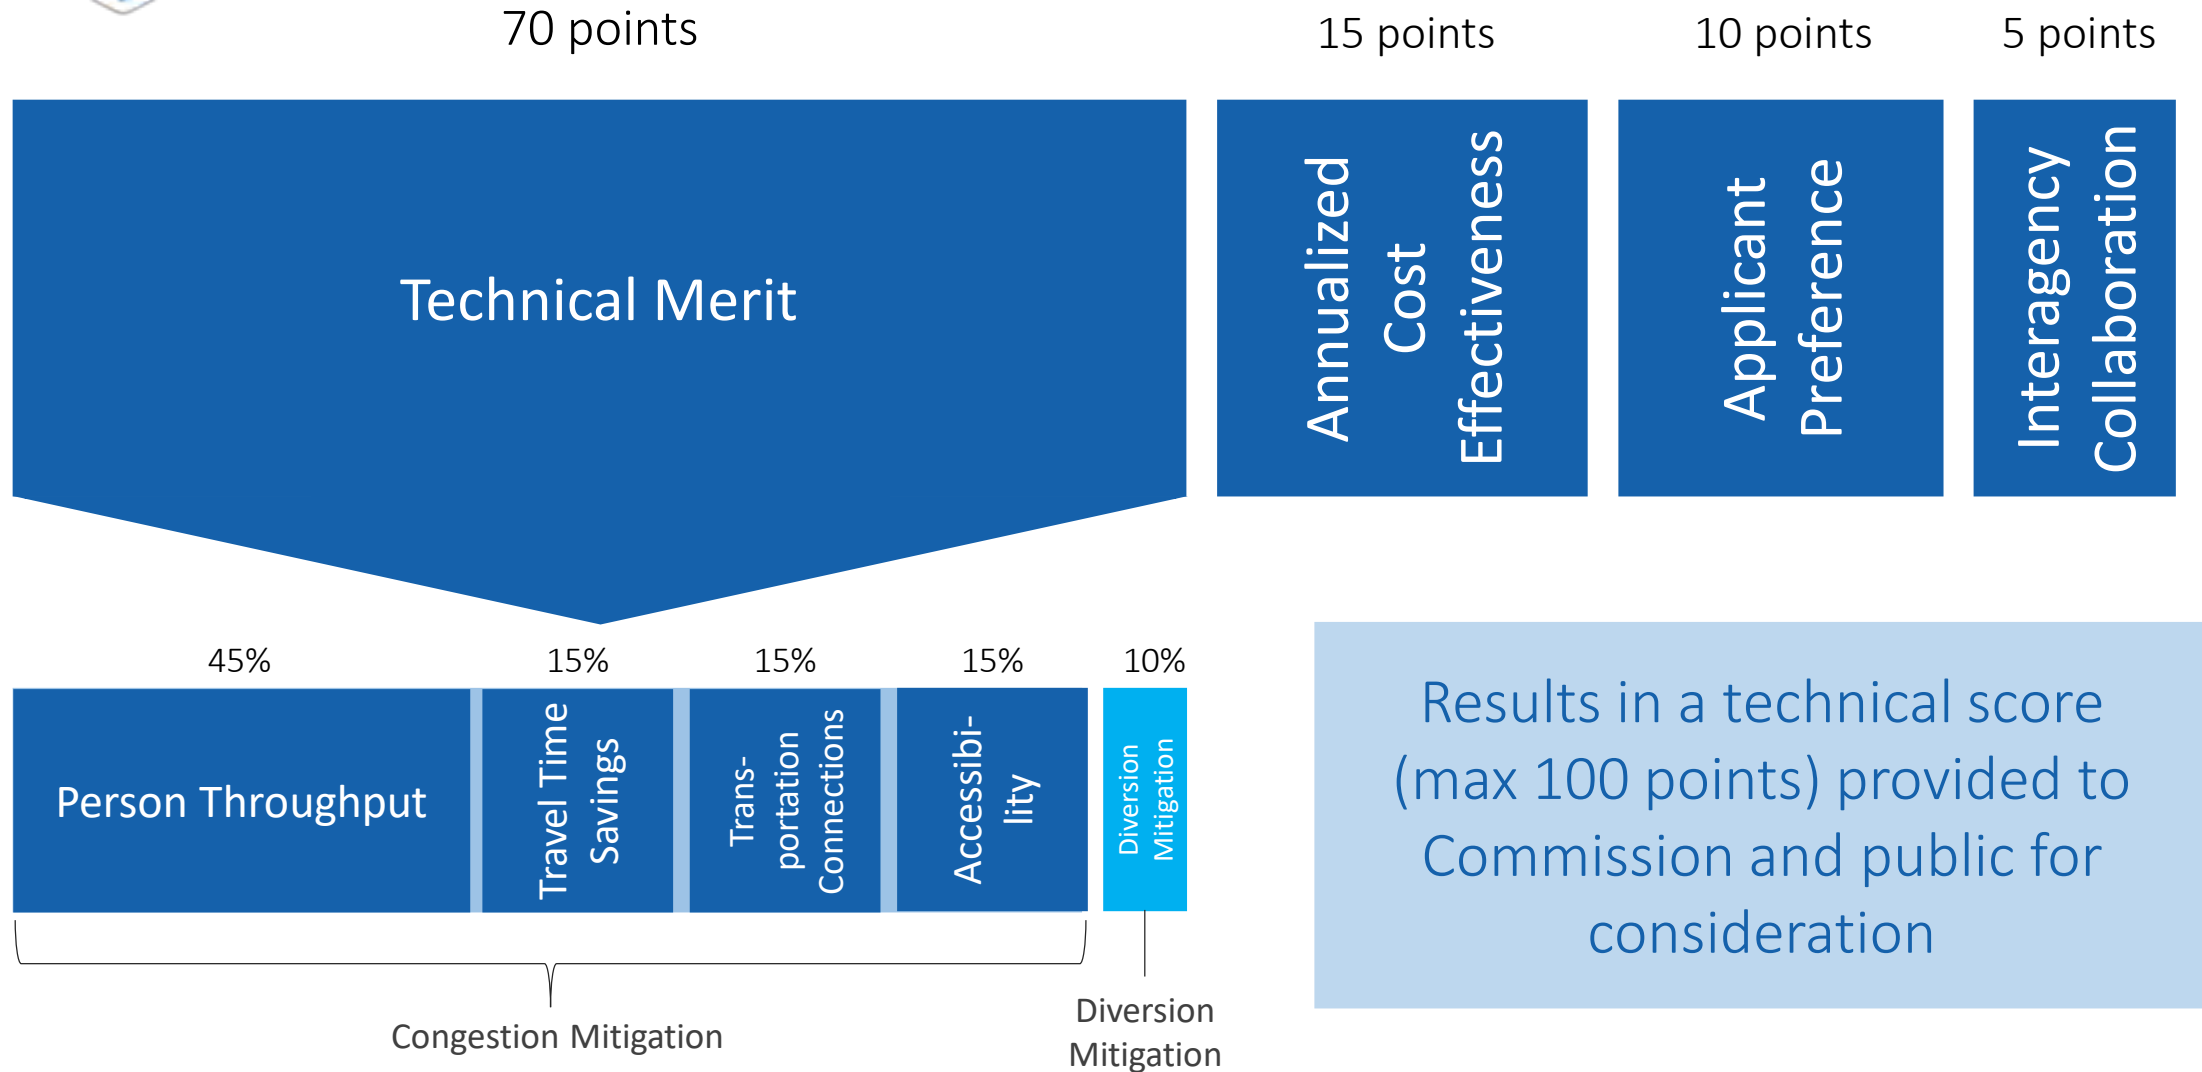 70 points
15 points
10 points
5 points
Technical Merit
Annualized
Cost
Effectiveness
Applicant
Preference
Interagency
Collaboration
45%
15%
15%
15%
10%
Person Throughput
Travel Time
Savings
Trans-
portation
Connections
Accessibi-
lity
Diversion
Mitigation
Congestion Mitigation
Diversion
Mitigation
Results in a technical score
(max 100 points) provided to
Commission and public for
consideration